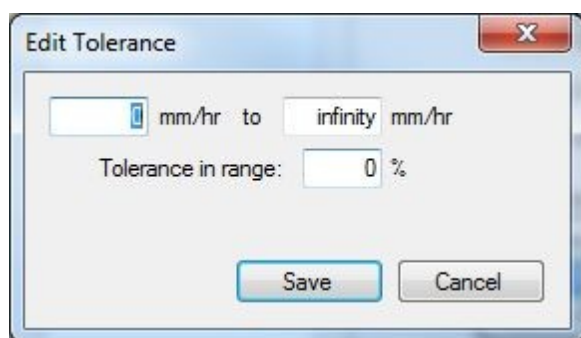 Edit Tolerance
0 mm/hr to infinity mm/hr
Tolerance in range: 0 %
Save Cancel